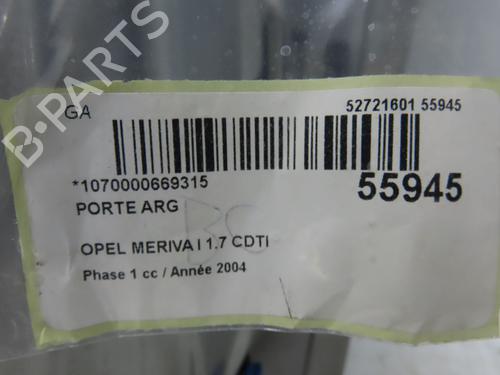 B-PARTS
GA
52721601 55945
*1070000669315
55945
PORTE ARG
BC
OPEL MERIVA I 1.7 CDTI
Phase 1 cc / Année 2004